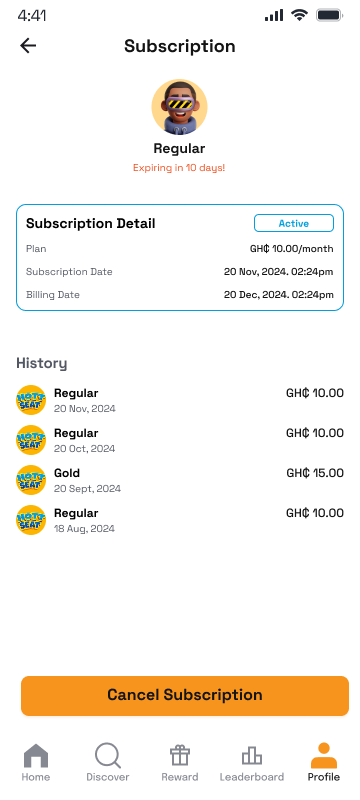 4:41
Subscription
Regular
Expiring in 10 days!
Subscription Detail Active
Plan GH₵ 10.00/month
Subscription Date 20 Nov, 2024. 02:24pm
Billing Date 20 Dec, 2024. 02:24pm
History
HOTT SEAT Regular GH₵ 10.00
20 Nov, 2024
HOTT SEAT Regular GH₵ 10.00
20 Oct, 2024
HOTT SEAT Gold GH₵ 15.00
20 Sept, 2024
HOTT SEAT Regular GH₵ 10.00
18 Aug, 2024
Cancel Subscription
Home Discover Reward Leaderboard Profile